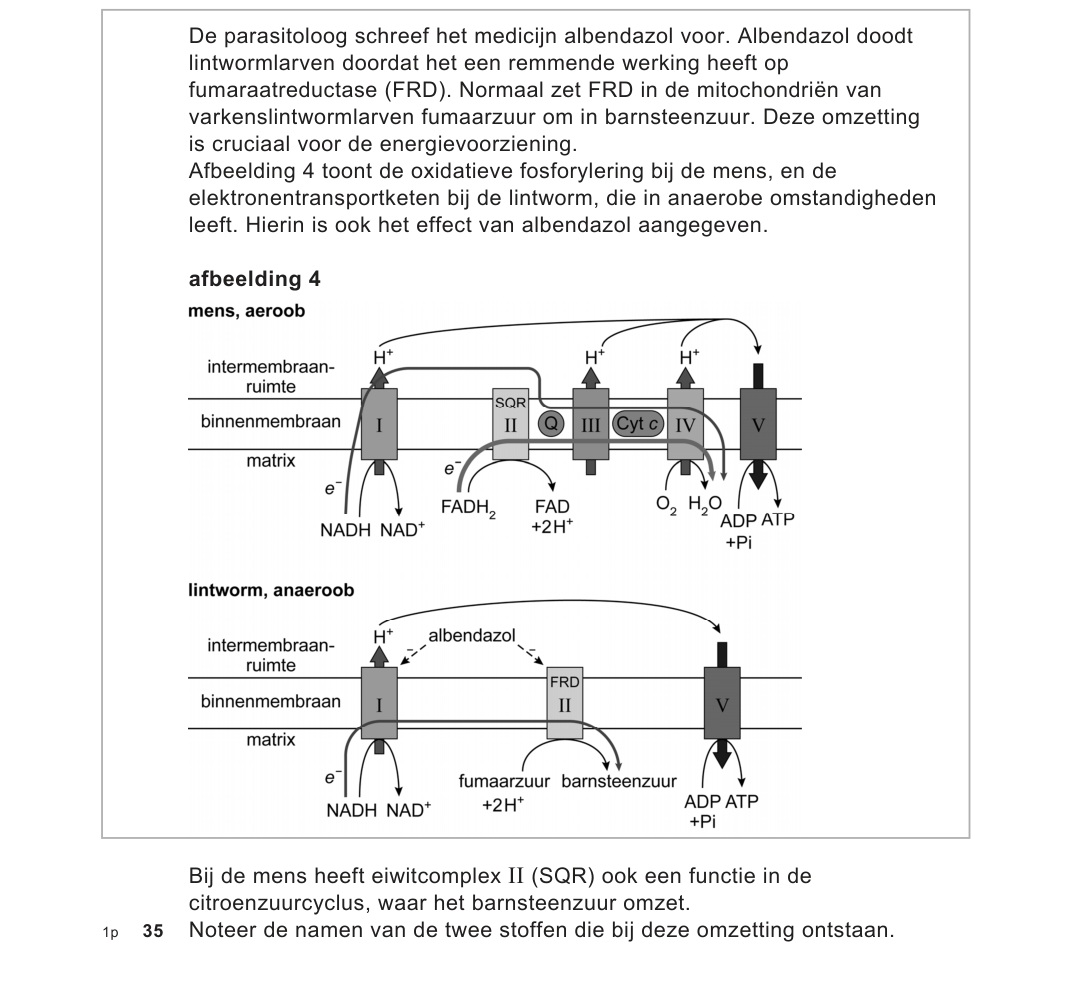 De parasitoloog schreef het medicijn albendazol voor. Albendazol doodt
lintwormlarven doordat het een remmende werking heeft op
fumaraatreductase (FRD). Normaal zet FRD in de mitochondriën van
varkenslintwormlarven fumaarzuur om in barnsteenzuur. Deze omzetting
is cruciaal voor de energievoorziening.
Afbeelding 4 toont de oxidatieve fosforylering bij de mens, en de
elektronentransportketen bij de lintworm, die in anaerobe omstandigheden
leeft. Hierin is ook het effect van albendazol aangegeven.
afbeelding 4
mens, aeroob
H⁺ H⁺ H⁺
intermembraan-
ruimte
SQR
binnenmembraan I II Q III Cyt c IV V
matrix
e⁻ e⁻
FADH₂ FAD O₂ H₂O
+2H⁺
NADH NAD⁺ ADP ATP
+Pi
lintworm, anaeroob
H⁺ albendazol
intermembraan-
ruimte
– –
FRD
binnenmembraan I II V
matrix
e⁻
fumaarzuur barnsteenzuur
+2H⁺
NADH NAD⁺ ADP ATP
+Pi
Bij de mens heeft eiwitcomplex II (SQR) ook een functie in de
citroenzuurcyclus, waar het barnsteenzuur omzet.
1p 35 Noteer de namen van de twee stoffen die bij deze omzetting ontstaan.